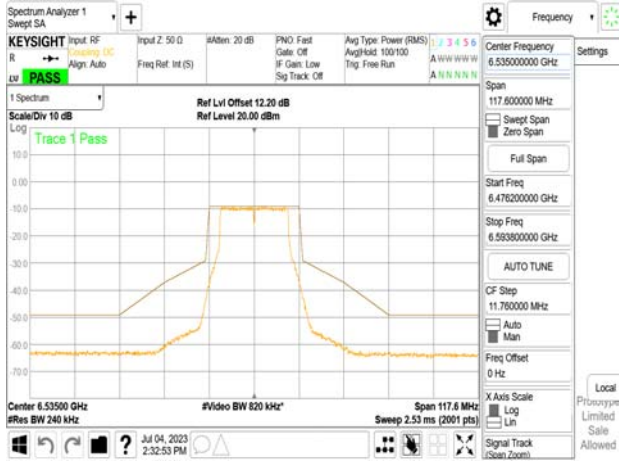 Spectrum Analyzer 1
Swept SA
KEYSIGHT
R
LV
PASS
Input: RF
Coupling: DC
Align: Auto
Input Z: 50 Ω
Freq Ref: Int (S)
#Atten: 20 dB
PNO: Fast
Gate: Off
IF Gain: Low
Sig Track: Off
Avg Type: Power (RMS)
Avg|Hold: 100/100
Trig: Free Run
1 2 3 4 5 6
A W W W W W
A N N N N N
1 Spectrum
Scale/Div 10 dB
Ref Lvl Offset 12.20 dB
Ref Level 20.00 dBm
Log
Trace 1 Pass
10.0
0.00
-10.0
-20.0
-30.0
-40.0
-50.0
-60.0
-70.0
Center 6.53500 GHz
#Res BW 240 kHz
#Video BW 820 kHz*
Span 117.6 MHz
Sweep 2.53 ms (2001 pts)
Jul 04, 2023
2:32:53 PM
Frequency
Settings
Center Frequency
6.535000000 GHz
Span
117.600000 MHz
Swept Span
Zero Span
Full Span
Start Freq
6.476200000 GHz
Stop Freq
6.593800000 GHz
AUTO TUNE
CF Step
11.760000 MHz
Auto
Man
Freq Offset
0 Hz
X Axis Scale
Log
Lin
Signal Track
(Span Zoom)
Local
Prototype
Limited
Sale
Allowed